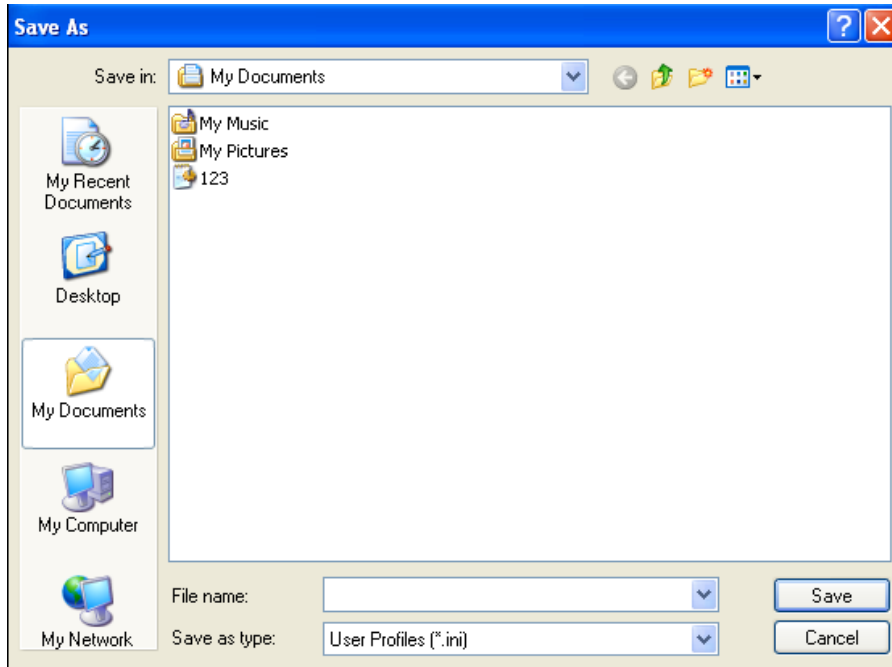 Save As
Save in: My Documents
My Music
My Pictures
123
My Recent
Documents
Desktop
My Documents
My Computer
My Network
File name:
Save
Save as type: User Profiles (*.ini)
Cancel